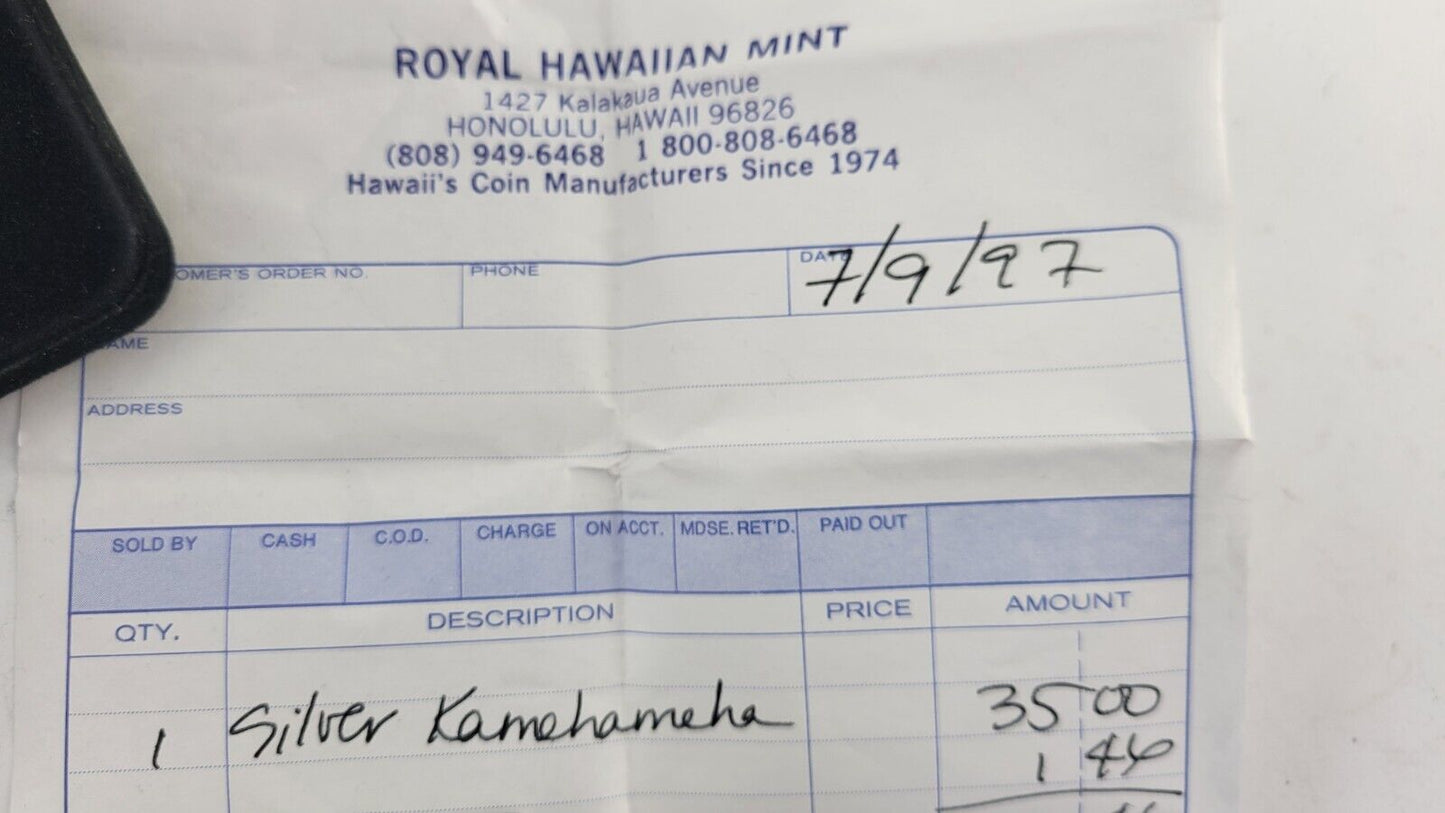 ROYAL HAWAIIAN MINT
1427 Kalakaua Avenue
HONOLULU, HAWAII 96826
(808) 949-6468 1 800-808-6468
Hawaii's Coin Manufacturers Since 1974
OMER'S ORDER NO. PHONE DATE 7/9/97
AME
ADDRESS
SOLD BY CASH C.O.D. CHARGE ON ACCT. MDSE. RET'D. PAID OUT
QTY. DESCRIPTION PRICE AMOUNT
1 Silver Kamehameha 35 00
1 46